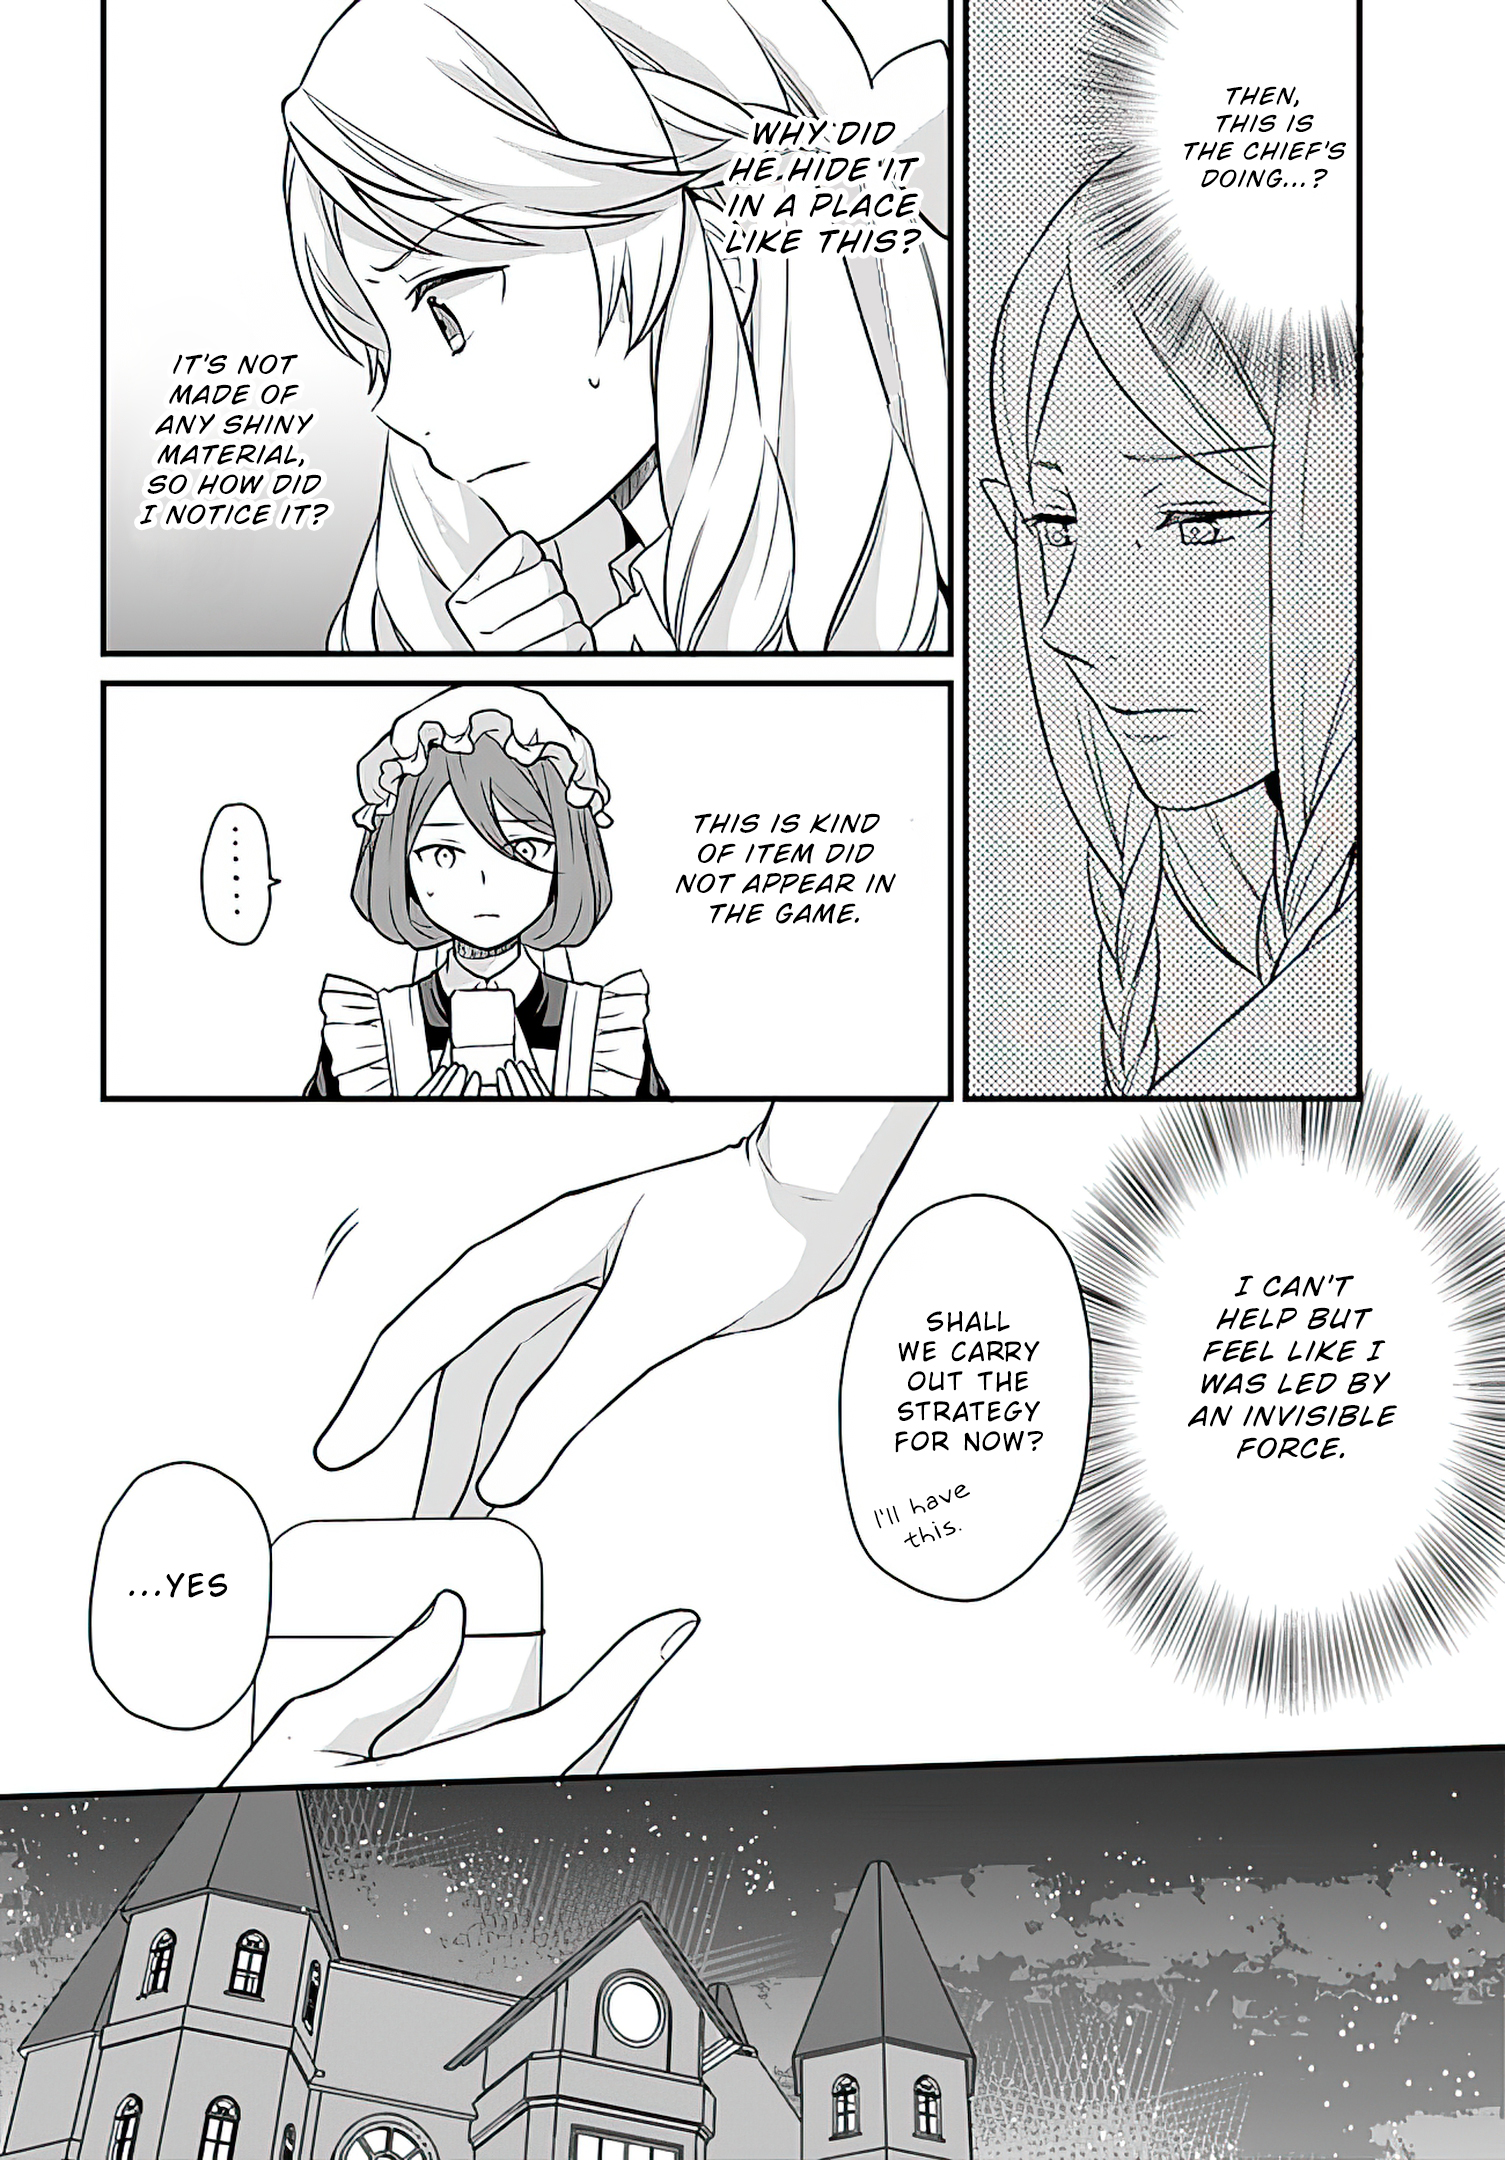 THEN,
THIS IS
THE CHIEF'S
DOING...?
WHY DID
HE HIDE IT
IN A PLACE
LIKE THIS?
IT'S NOT
MADE OF
ANY SHINY
MATERIAL,
SO HOW DID
I NOTICE IT?
THIS IS KIND
OF ITEM DID
NOT APPEAR IN
THE GAME.
.....
I CAN'T
HELP BUT
FEEL LIKE I
WAS LED BY
AN INVISIBLE
FORCE.
SHALL
WE CARRY
OUT THE
STRATEGY
FOR NOW?
I'll have
this.
...YES